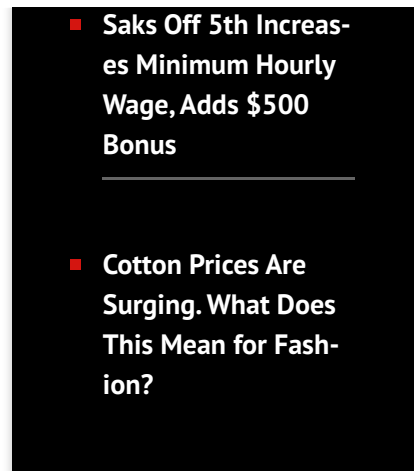 Saks Off 5th Increas-
es Minimum Hourly
Wage, Adds $500
Bonus
Cotton Prices Are
Surging. What Does
This Mean for Fash-
ion?